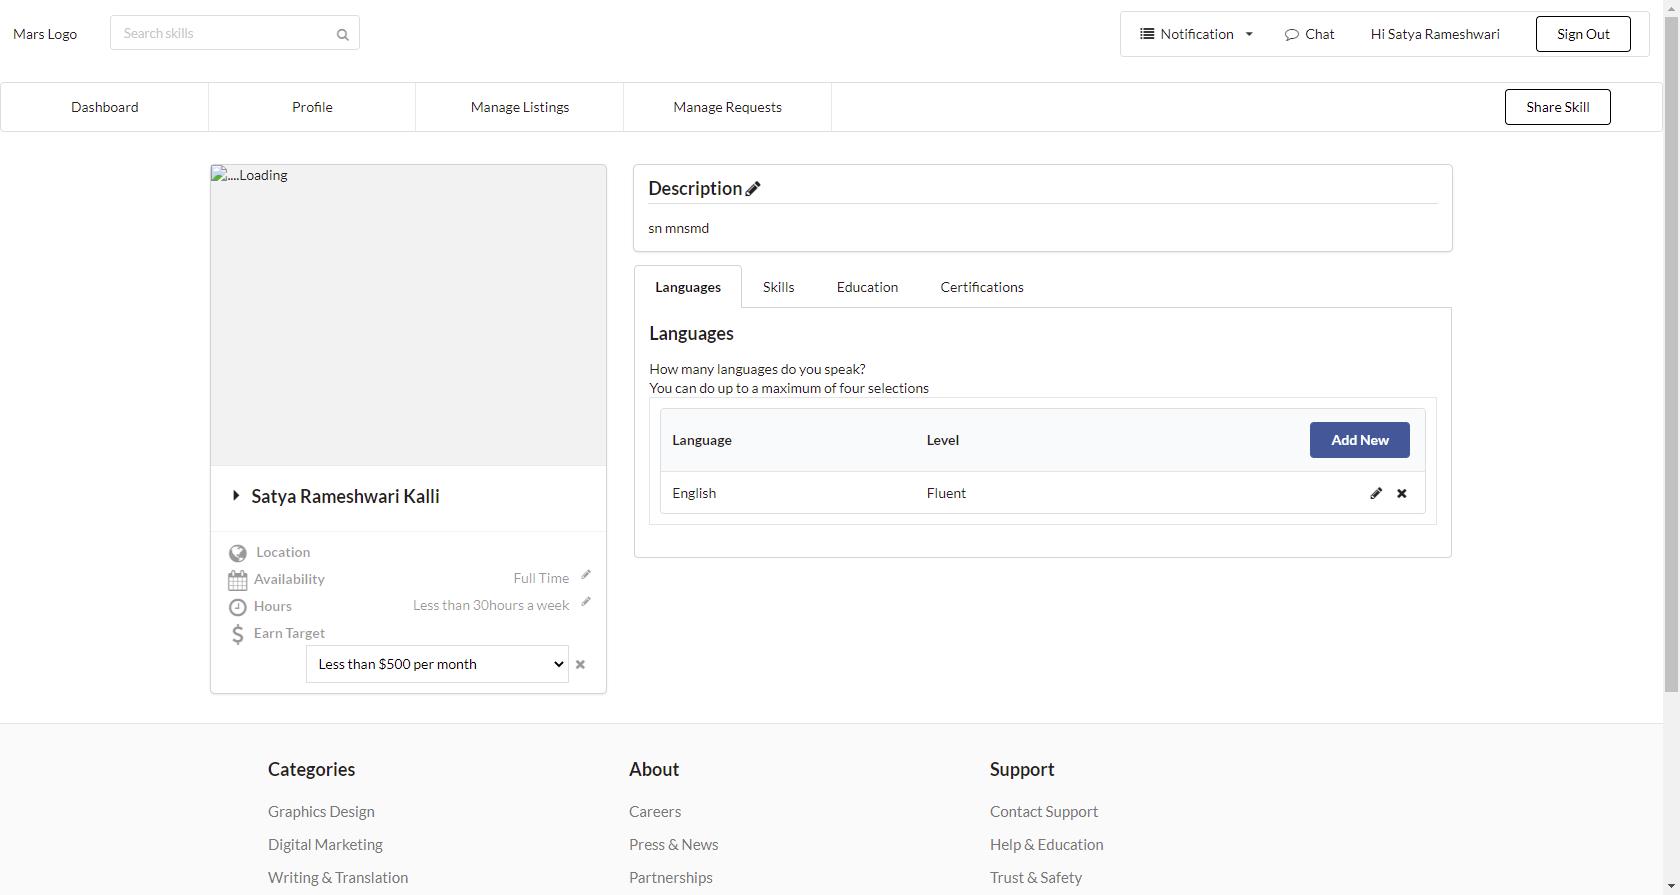 Mars Logo
Search skills
Notification
Chat
Hi Satya Rameshwari
Sign Out
Dashboard
Profile
Manage Listings
Manage Requests
Share Skill
....Loading
Satya Rameshwari Kalli
Location
Availability
Full Time
Hours
Less than 30hours a week
Earn Target
Less than $500 per month
Description
sn mnsmd
Languages
Skills
Education
Certifications
Languages
How many languages do you speak?
You can do up to a maximum of four selections
Language
Level
Add New
English
Fluent
Categories
Graphics Design
Digital Marketing
Writing & Translation
About
Careers
Press & News
Partnerships
Support
Contact Support
Help & Education
Trust & Safety